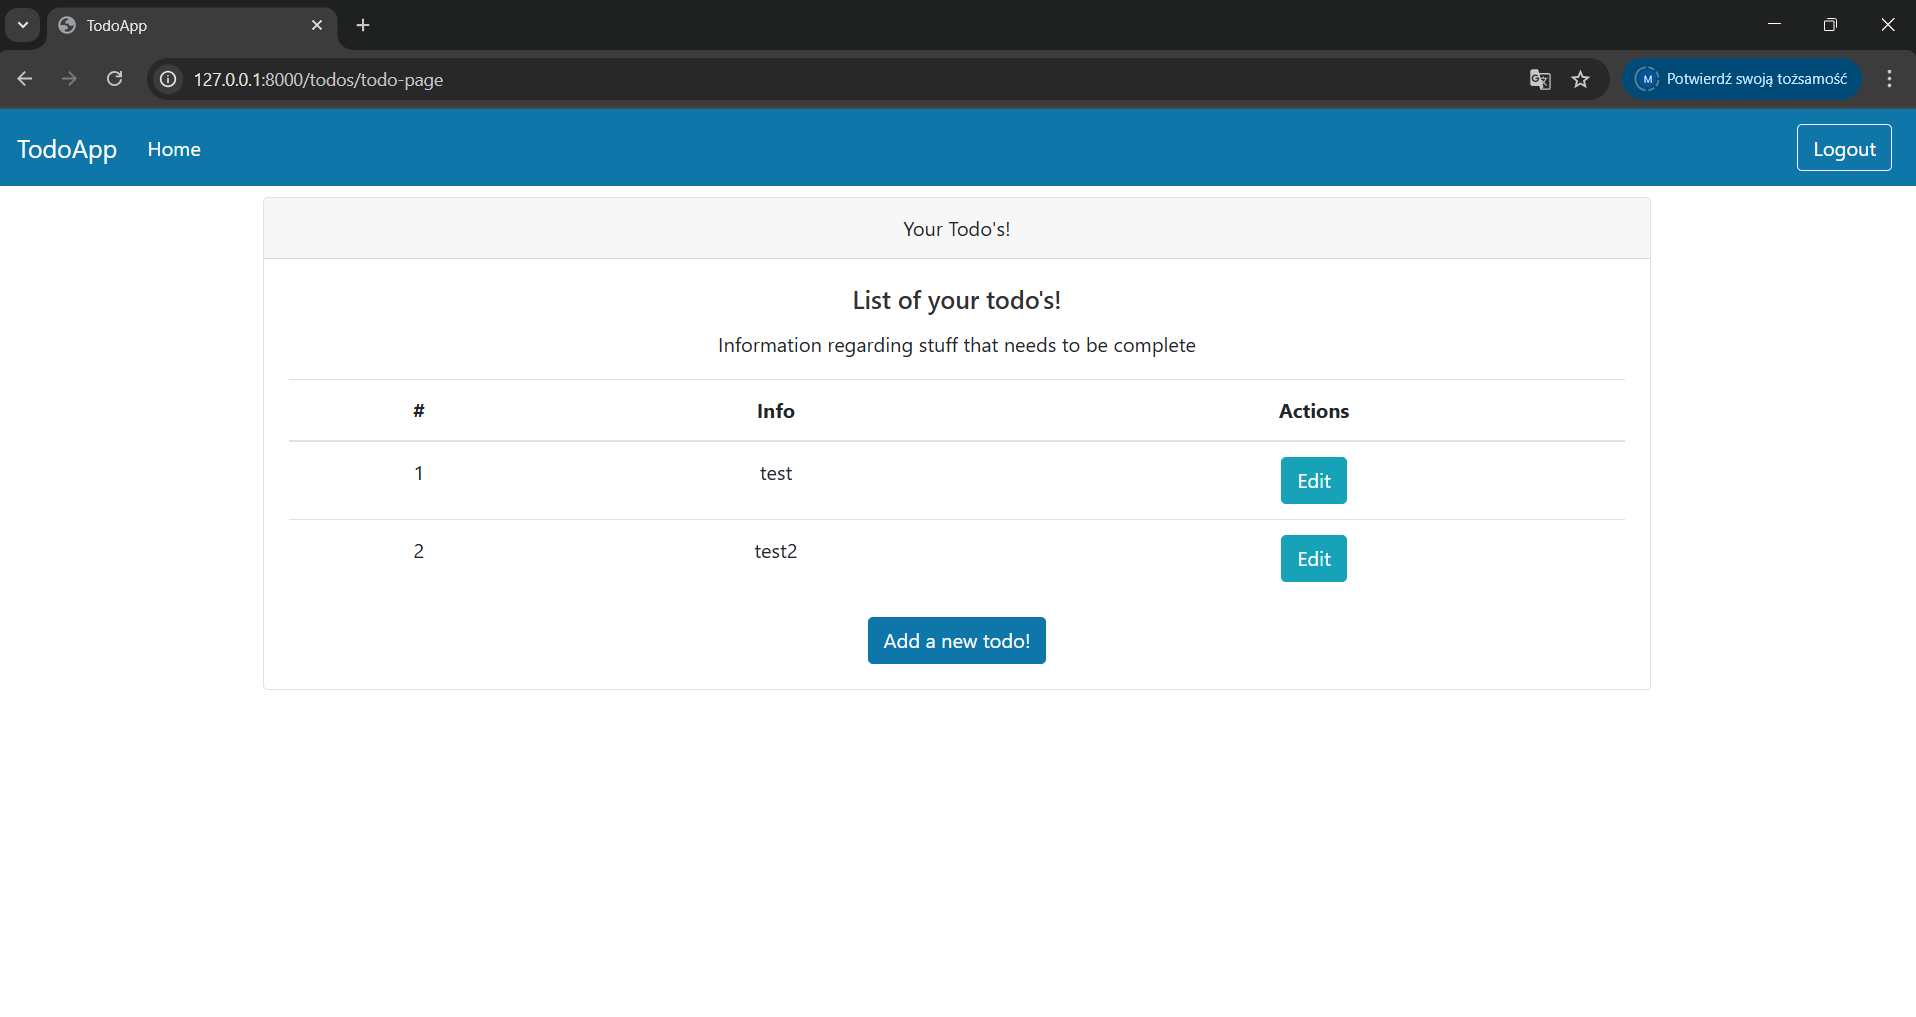 TodoApp
127.0.0.1:8000/todos/todo-page
M Potwierdź swoją tożsamość
TodoApp Home Logout
Your Todo's!
List of your todo's!
Information regarding stuff that needs to be complete
# Info Actions
1 test Edit
2 test2 Edit
Add a new todo!